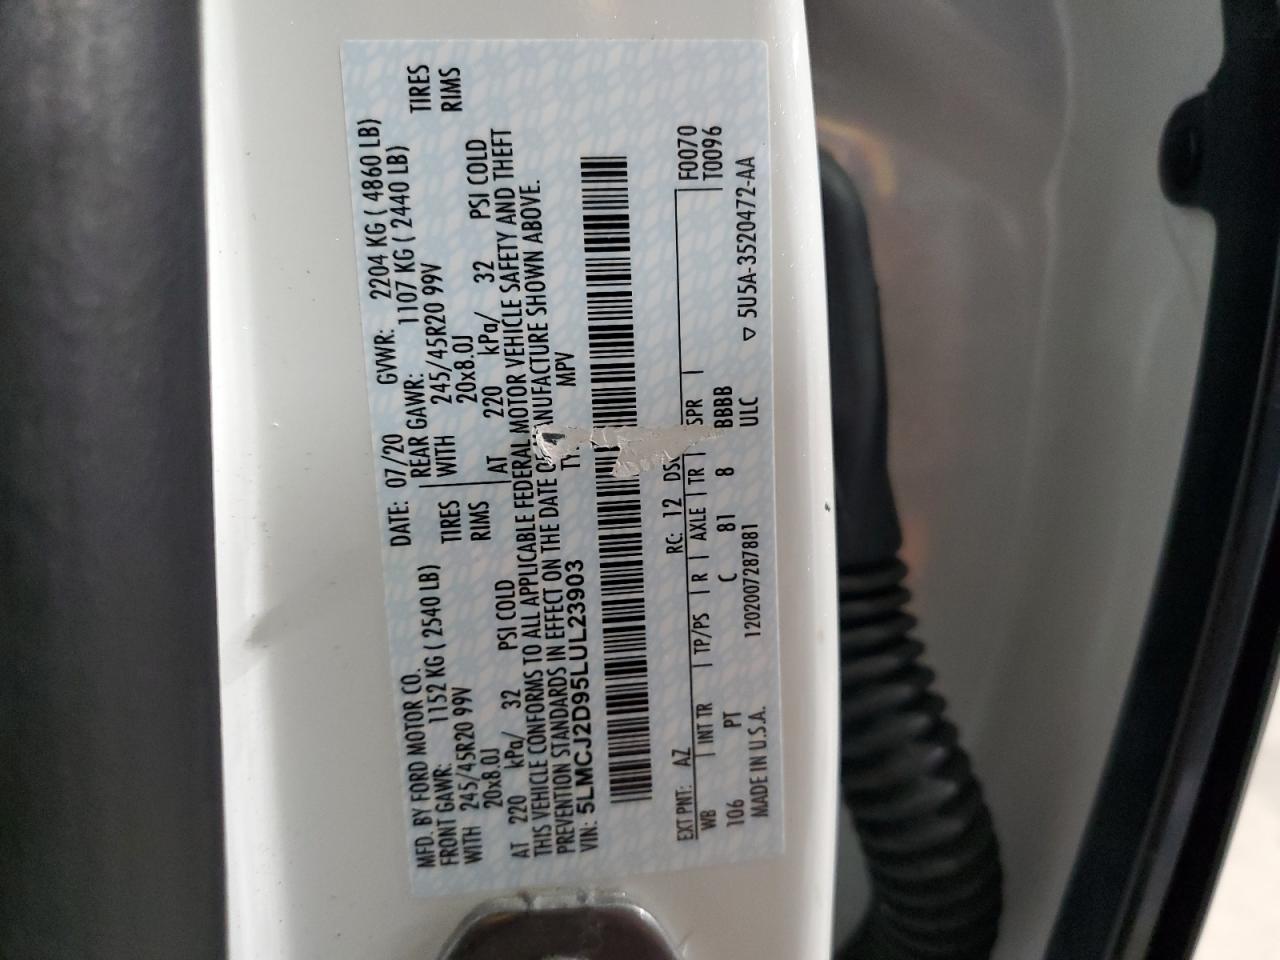 MFD. BY FORD MOTOR CO. DATE: 07/20 GVWR: 2204 KG ( 4860 LB)
FRONT GAWR: 1152 KG ( 2540 LB) REAR GAWR: 1107 KG ( 2440 LB)
WITH 245/45R20 99V TIRES WITH 245/45R20 99V TIRES
20x8.0J RIMS 20x8.0J RIMS
AT 220 kPa/ 32 PSI COLD AT 220 kPa/ 32 PSI COLD
THIS VEHICLE CONFORMS TO ALL APPLICABLE FEDERAL MOTOR VEHICLE SAFETY AND THEFT
PREVENTION STANDARDS IN EFFECT ON THE DATE MANUFACTURE SHOWN ABOVE.
VIN: 5LMCJ2D95LUL23903 MPV
EXT PNT: AZ RC: 12 F0070
WB INT TR TP/PS R AXLE TR SPR T0096
106 PT C 81 8 BBBB
MADE IN U.S.A. 1202007287881 ULC ▽ 5U5A-3520472-AA